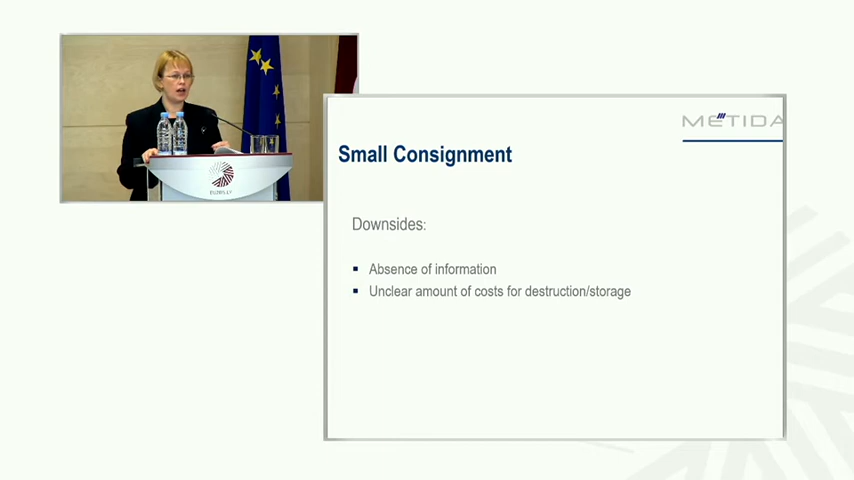 METIDA
Small Consignment
Downsides:
▪ Absence of information
▪ Unclear amount of costs for destruction/storage